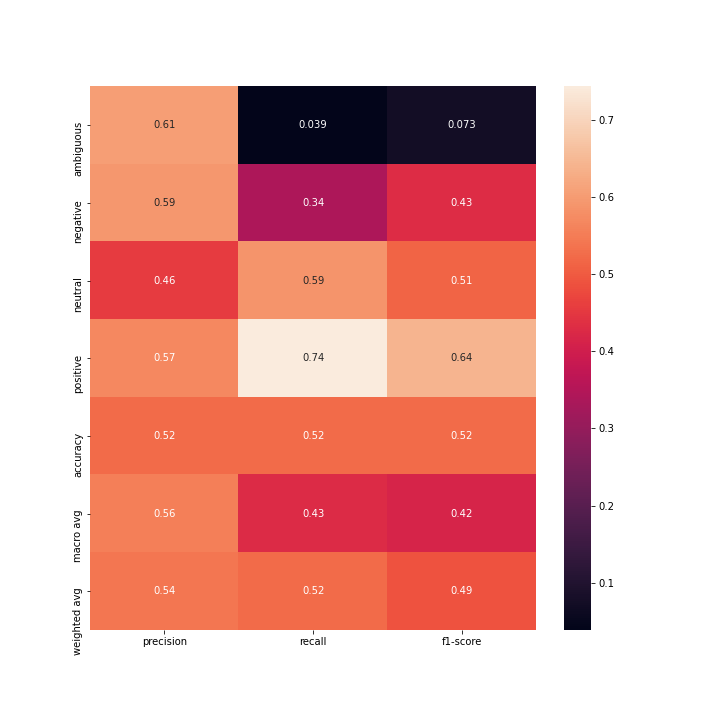 ambiguous 0.61 0.039 0.073
negative 0.59 0.34 0.43
neutral 0.46 0.59 0.51
positive 0.57 0.74 0.64
accuracy 0.52 0.52 0.52
macro avg 0.56 0.43 0.42
weighted avg 0.54 0.52 0.49
precision recall f1-score
0.7
0.6
0.5
0.4
0.3
0.2
0.1